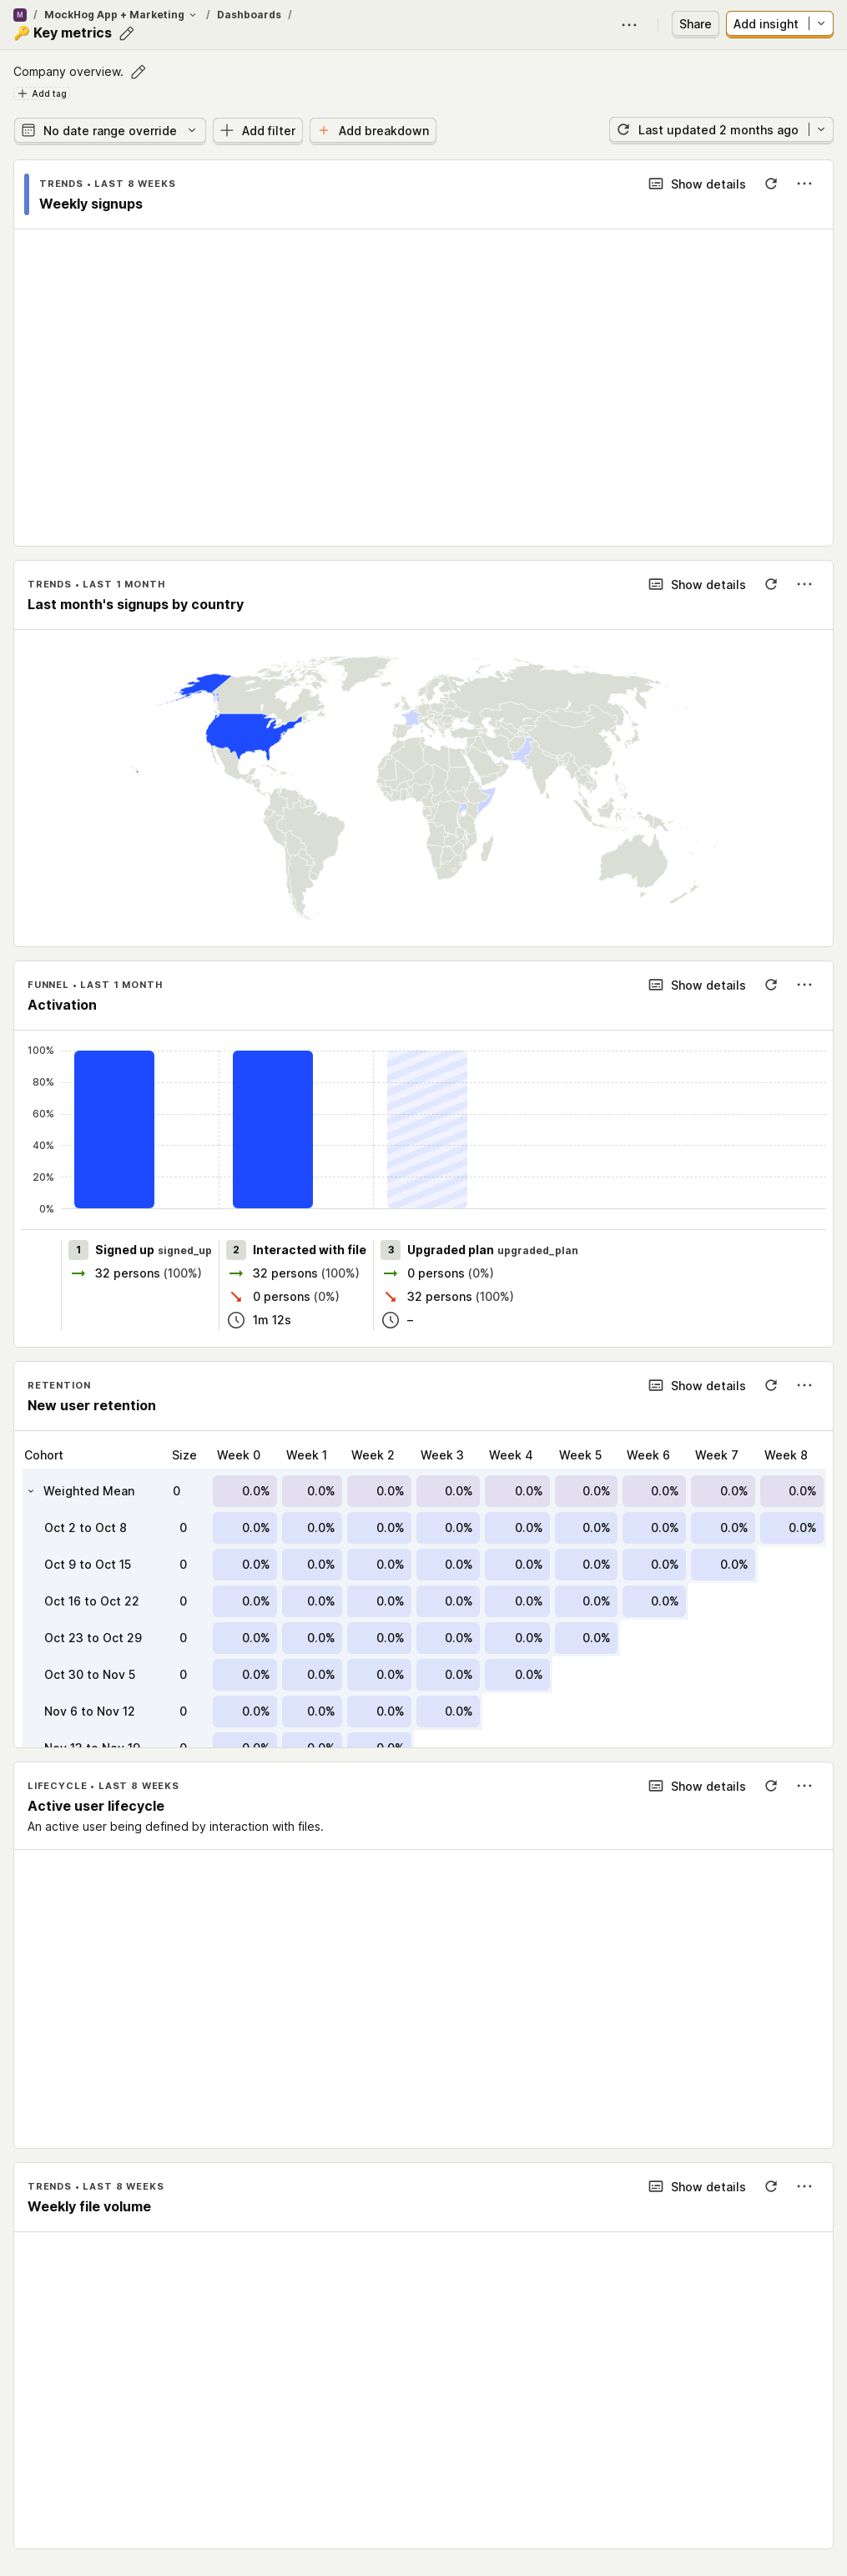 M / MockHog App + Marketing / Dashboards /
🔑 Key metrics
Share
Add insight
Company overview.
Add tag
No date range override
Add filter
Add breakdown
Last updated 2 months ago
TRENDS • LAST 8 WEEKS
Show details
Weekly signups
TRENDS • LAST 1 MONTH
Show details
Last month's signups by country
FUNNEL • LAST 1 MONTH
Show details
Activation
100%
80%
60%
40%
20%
0%
1 Signed up signed_up
32 persons (100%)
2 Interacted with file
32 persons (100%)
0 persons (0%)
1m 12s
3 Upgraded plan upgraded_plan
0 persons (0%)
32 persons (100%)
–
RETENTION
Show details
New user retention
Cohort Size Week 0 Week 1 Week 2 Week 3 Week 4 Week 5 Week 6 Week 7 Week 8
Weighted Mean 0 0.0% 0.0% 0.0% 0.0% 0.0% 0.0% 0.0% 0.0% 0.0%
Oct 2 to Oct 8 0 0.0% 0.0% 0.0% 0.0% 0.0% 0.0% 0.0% 0.0% 0.0%
Oct 9 to Oct 15 0 0.0% 0.0% 0.0% 0.0% 0.0% 0.0% 0.0% 0.0%
Oct 16 to Oct 22 0 0.0% 0.0% 0.0% 0.0% 0.0% 0.0% 0.0%
Oct 23 to Oct 29 0 0.0% 0.0% 0.0% 0.0% 0.0% 0.0%
Oct 30 to Nov 5 0 0.0% 0.0% 0.0% 0.0% 0.0%
Nov 6 to Nov 12 0 0.0% 0.0% 0.0% 0.0%
Nov 13 to Nov 19 0 0.0% 0.0% 0.0%
LIFECYCLE • LAST 8 WEEKS
Show details
Active user lifecycle
An active user being defined by interaction with files.
TRENDS • LAST 8 WEEKS
Show details
Weekly file volume